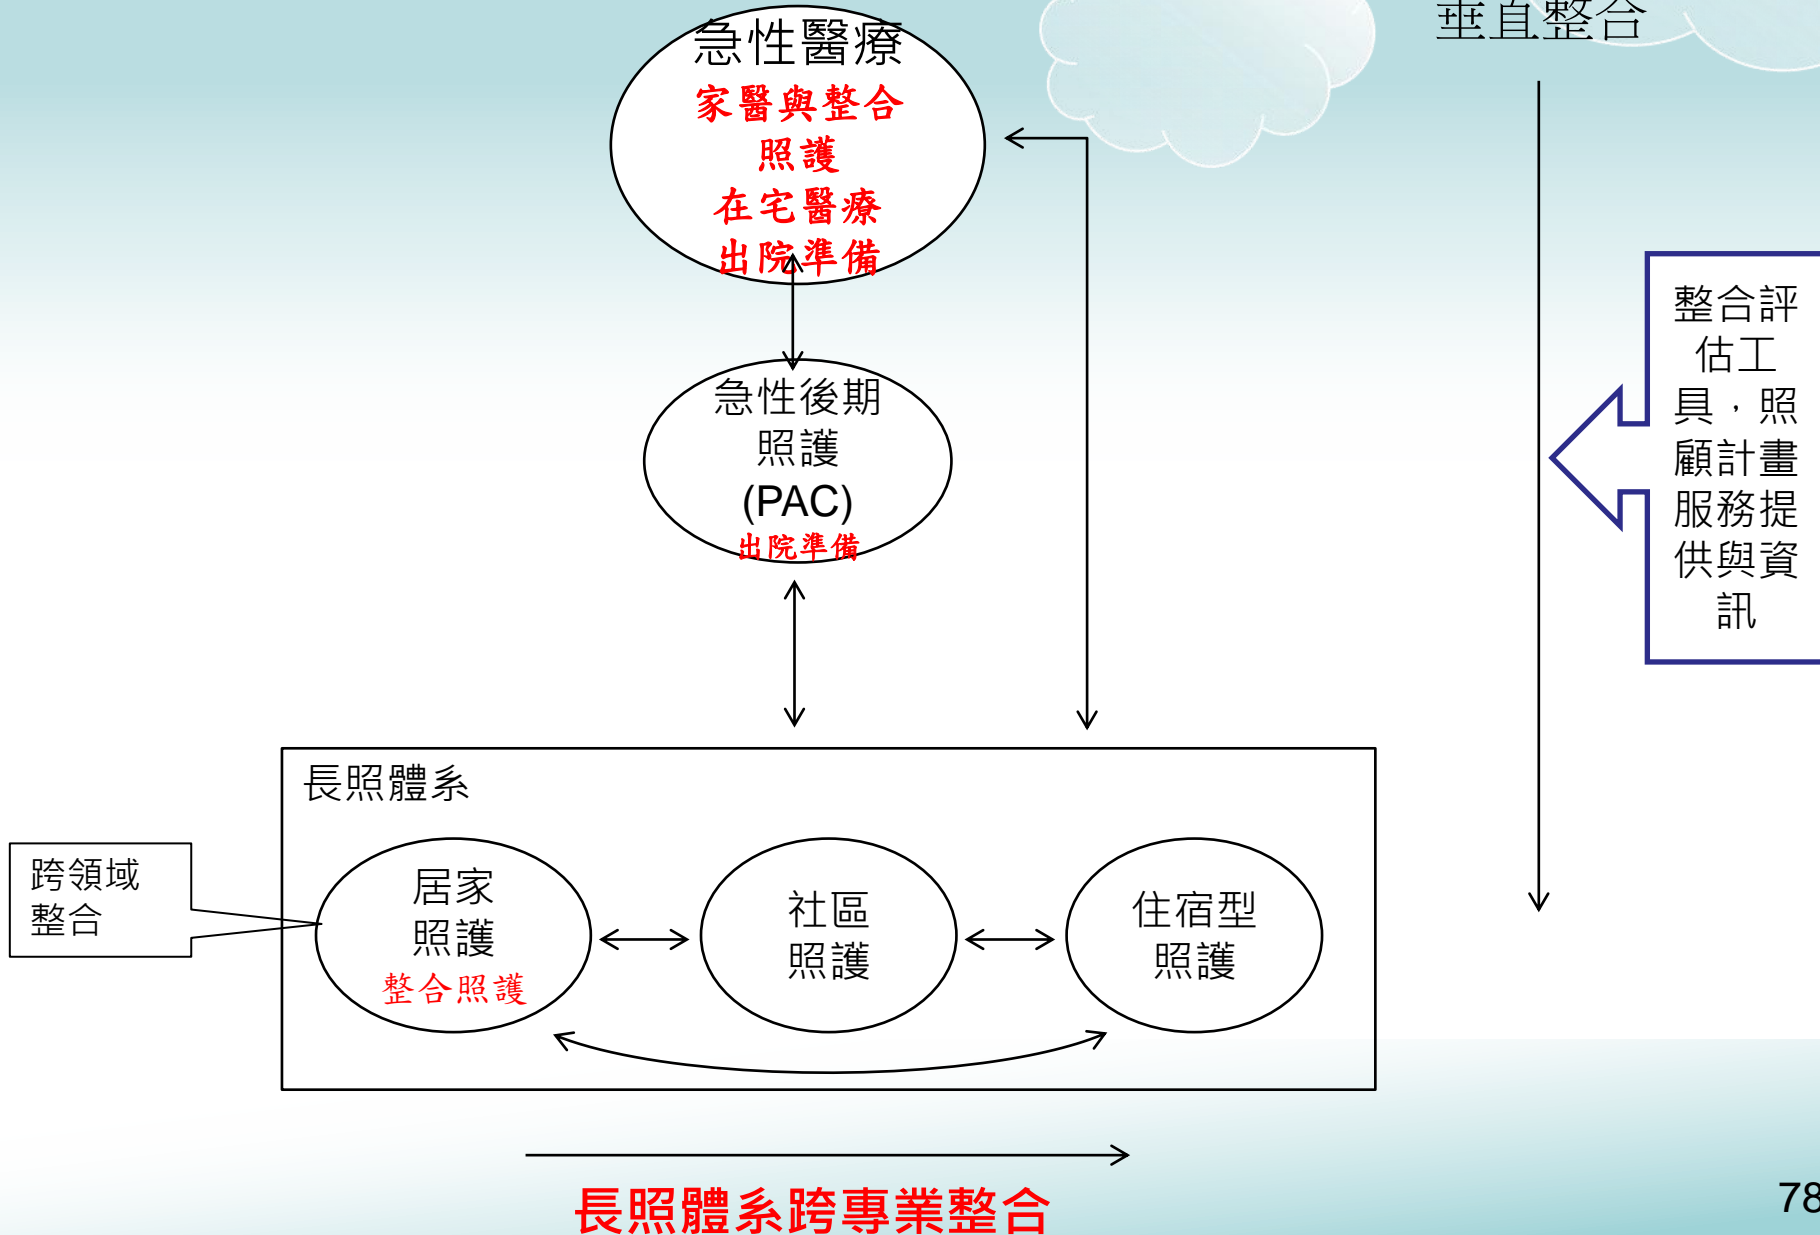 垂直整合
急性醫療
家醫與整合
照護
在宅醫療
出院準備
整合評
估工
具，照
顧計畫
服務提
供與資
訊
急性後期
照護
(PAC)
出院準備
長照體系
跨領域
整合
居家
照護
整合照護
社區
照護
住宿型
照護
長照體系跨專業整合
78